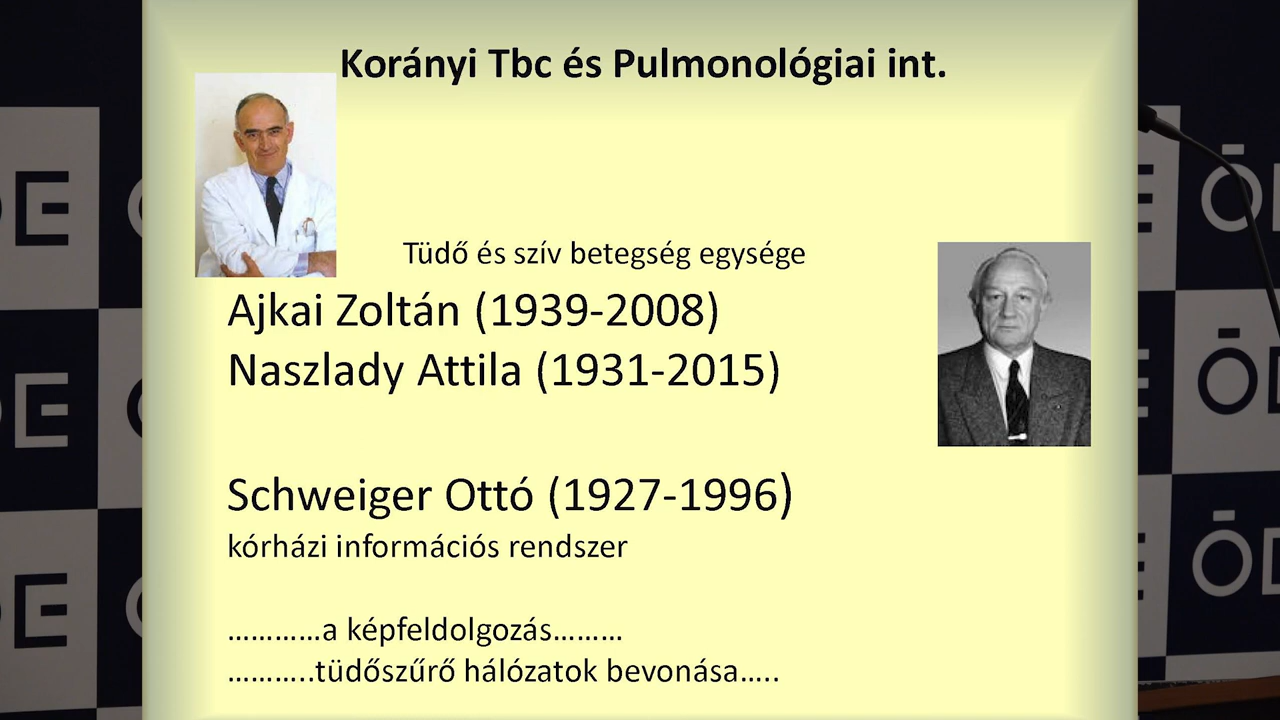 Korányi Tbc és Pulmonológiai int.
Tüdő és szív betegség egysége
Ajkai Zoltán (1939-2008)
Naszlady Attila (1931-2015)
Schweiger Ottó (1927-1996)
kórházi információs rendszer
…………a képfeldolgozás………
………..tüdőszűrő hálózatok bevonása…..